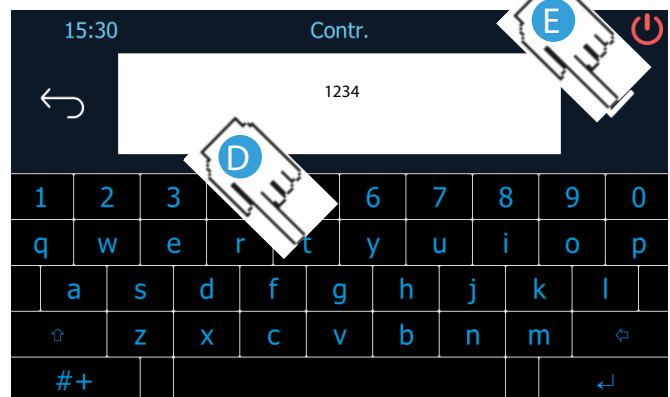 15:30 Contr.
E
1234
D
1 2 3 6 7 8 9 0
q w e r t y u i o p
a s d f g h j k l
z x c v b n m
#+